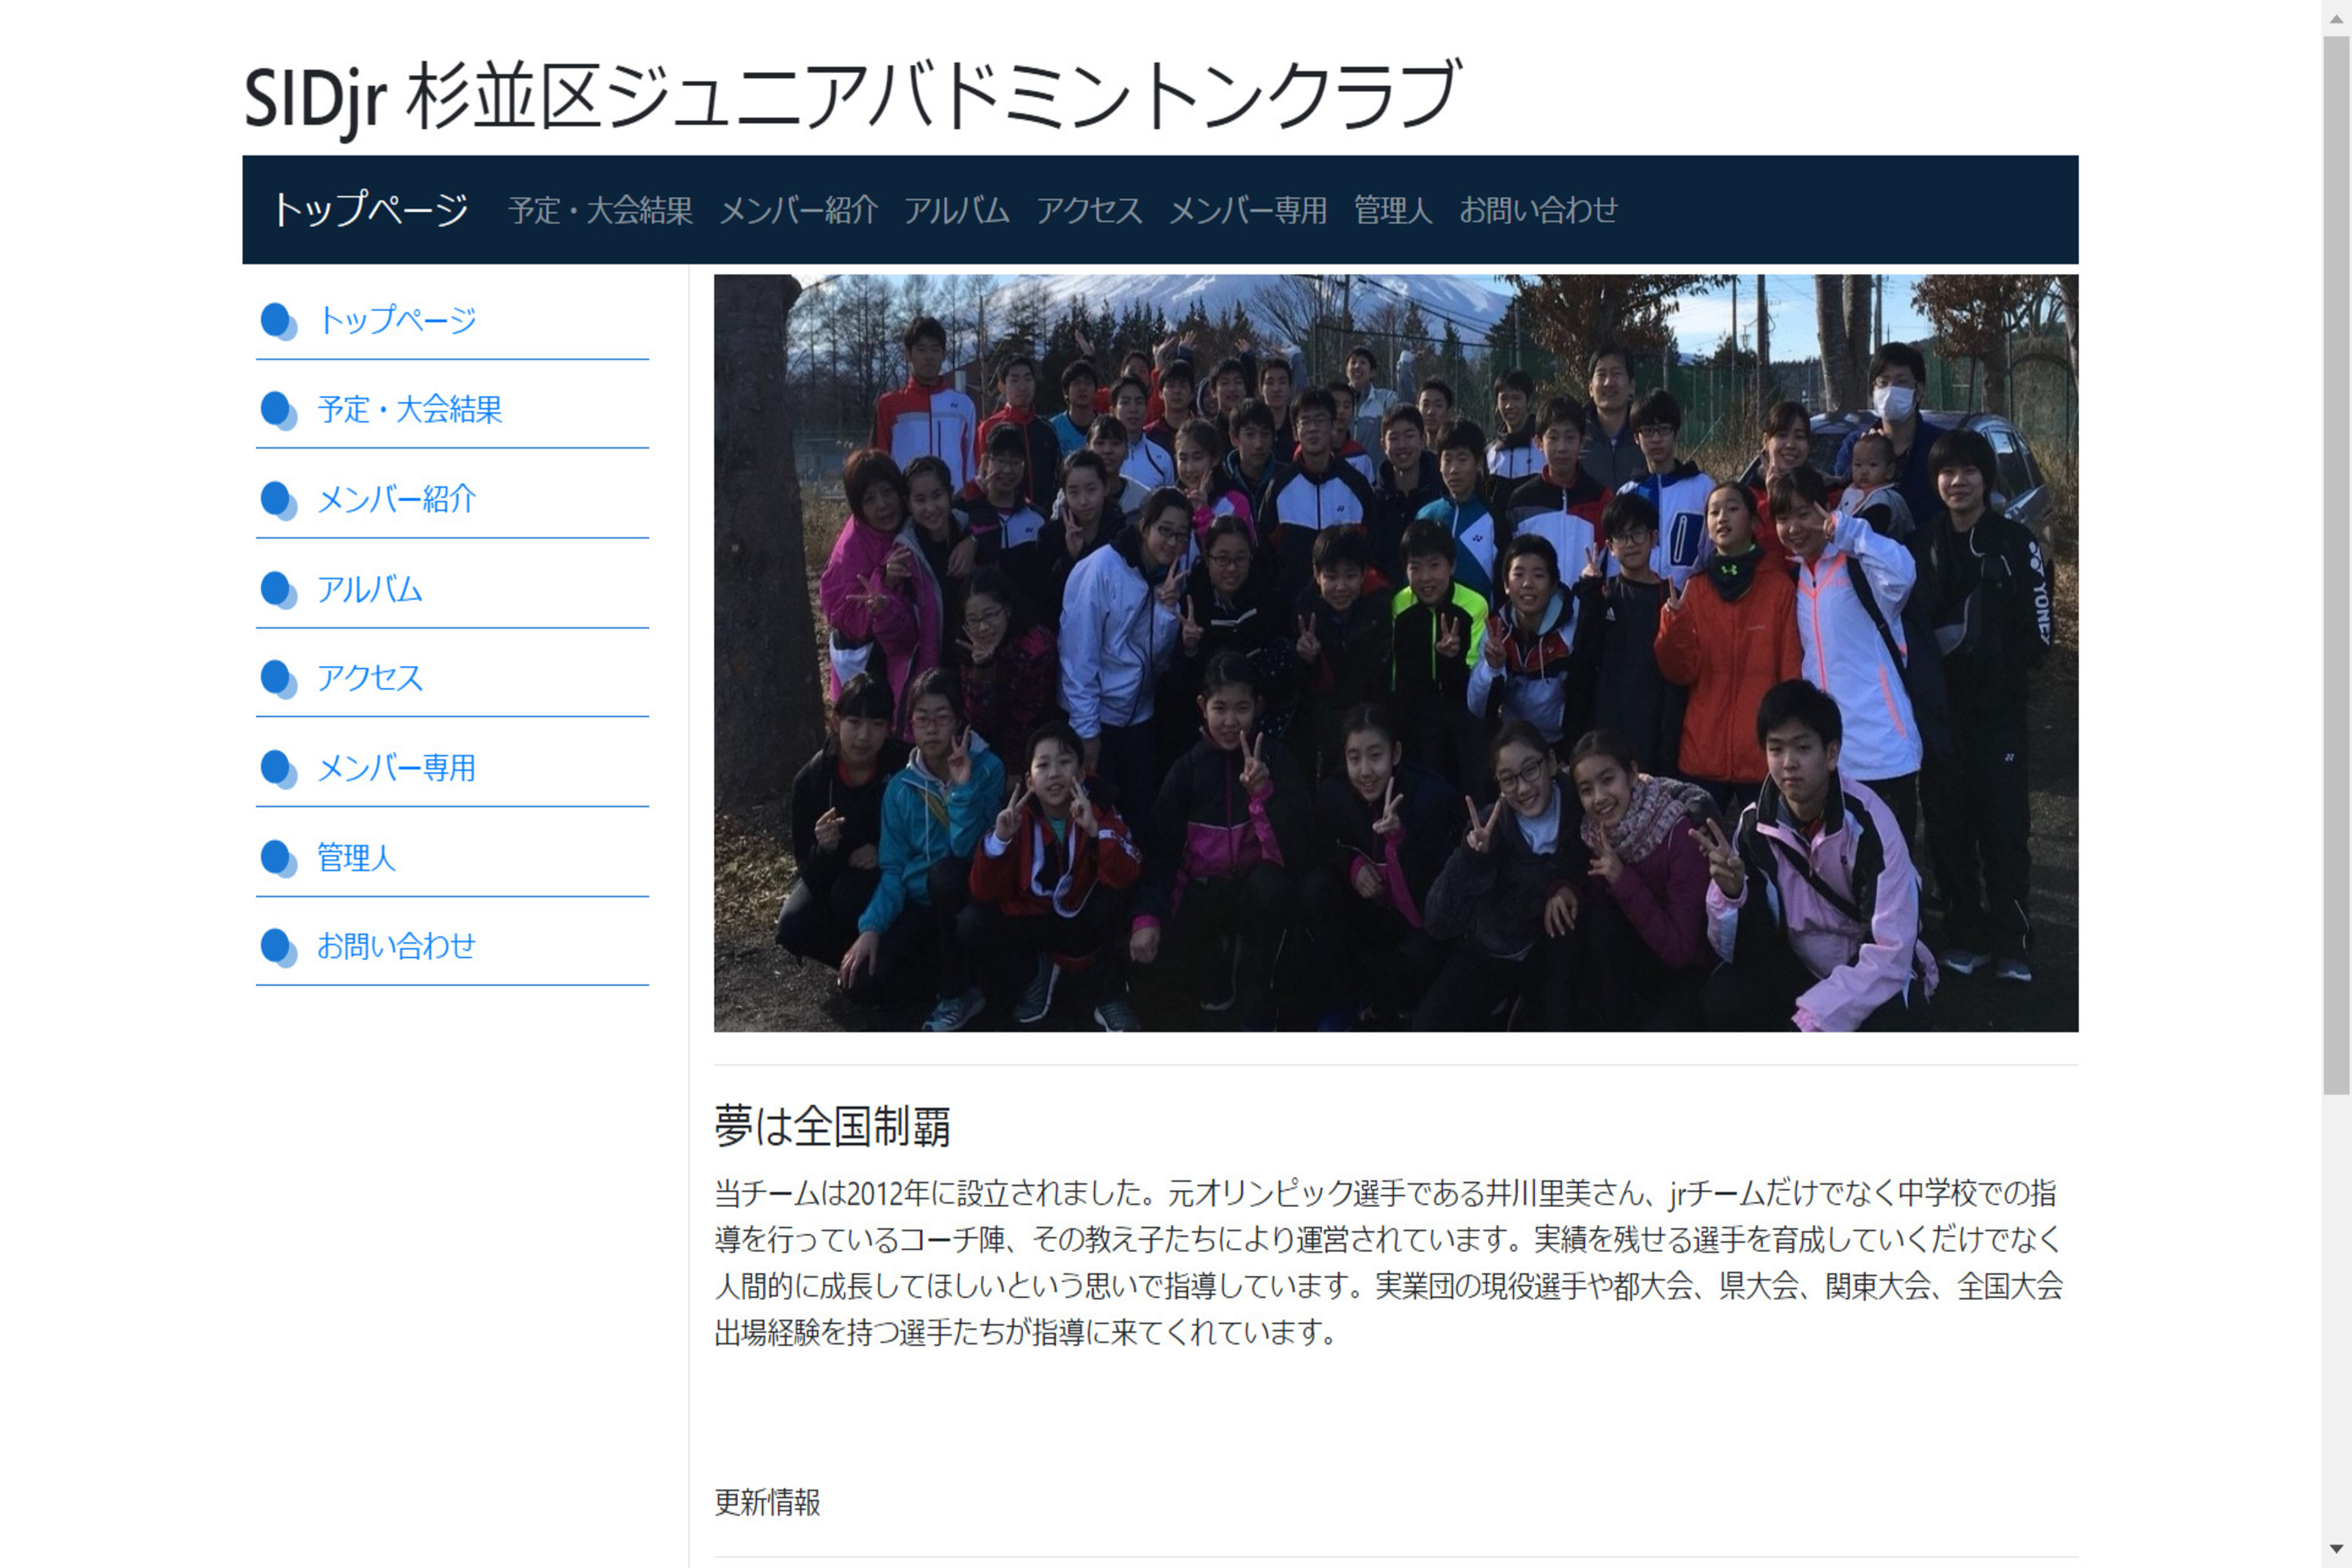 SIDjr 杉並区ジュニアバドミントンクラブ
トップページ 予定・大会結果 メンバー紹介 アルバム アクセス メンバー専用 管理人 お問い合わせ
トップページ
予定・大会結果
メンバー紹介
アルバム
アクセス
メンバー専用
管理人
お問い合わせ
YONEX
夢は全国制覇
当チームは2012年に設立されました。元オリンピック選手である井川里美さん、jrチームだけでなく中学校での指
導を行っているコーチ陣、その教え子たちにより運営されています。実績を残せる選手を育成していくだけでなく
人間的に成長してほしいという思いで指導しています。実業団の現役選手や都大会、県大会、関東大会、全国大会
出場経験を持つ選手たちが指導に来てくれています。
更新情報